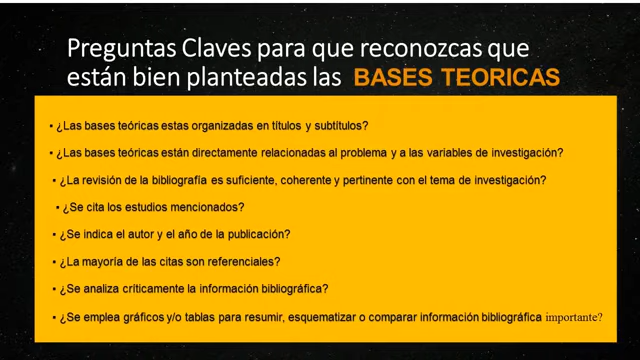 Preguntas Claves para que reconozcas que
están bien planteadas las BASES TEORICAS
▪ ¿Las bases teóricas estas organizadas en títulos y subtítulos?
▪ ¿Las bases teóricas están directamente relacionadas al problema y a las variables de investigación?
▪ ¿La revisión de la bibliografía es suficiente, coherente y pertinente con el tema de investigación?
▪ ¿Se cita los estudios mencionados?
▪ ¿Se indica el autor y el año de la publicación?
▪ ¿La mayoría de las citas son referenciales?
▪ ¿Se analiza críticamente la información bibliográfica?
▪ ¿Se emplea gráficos y/o tablas para resumir, esquematizar o comparar información bibliográfica importante?